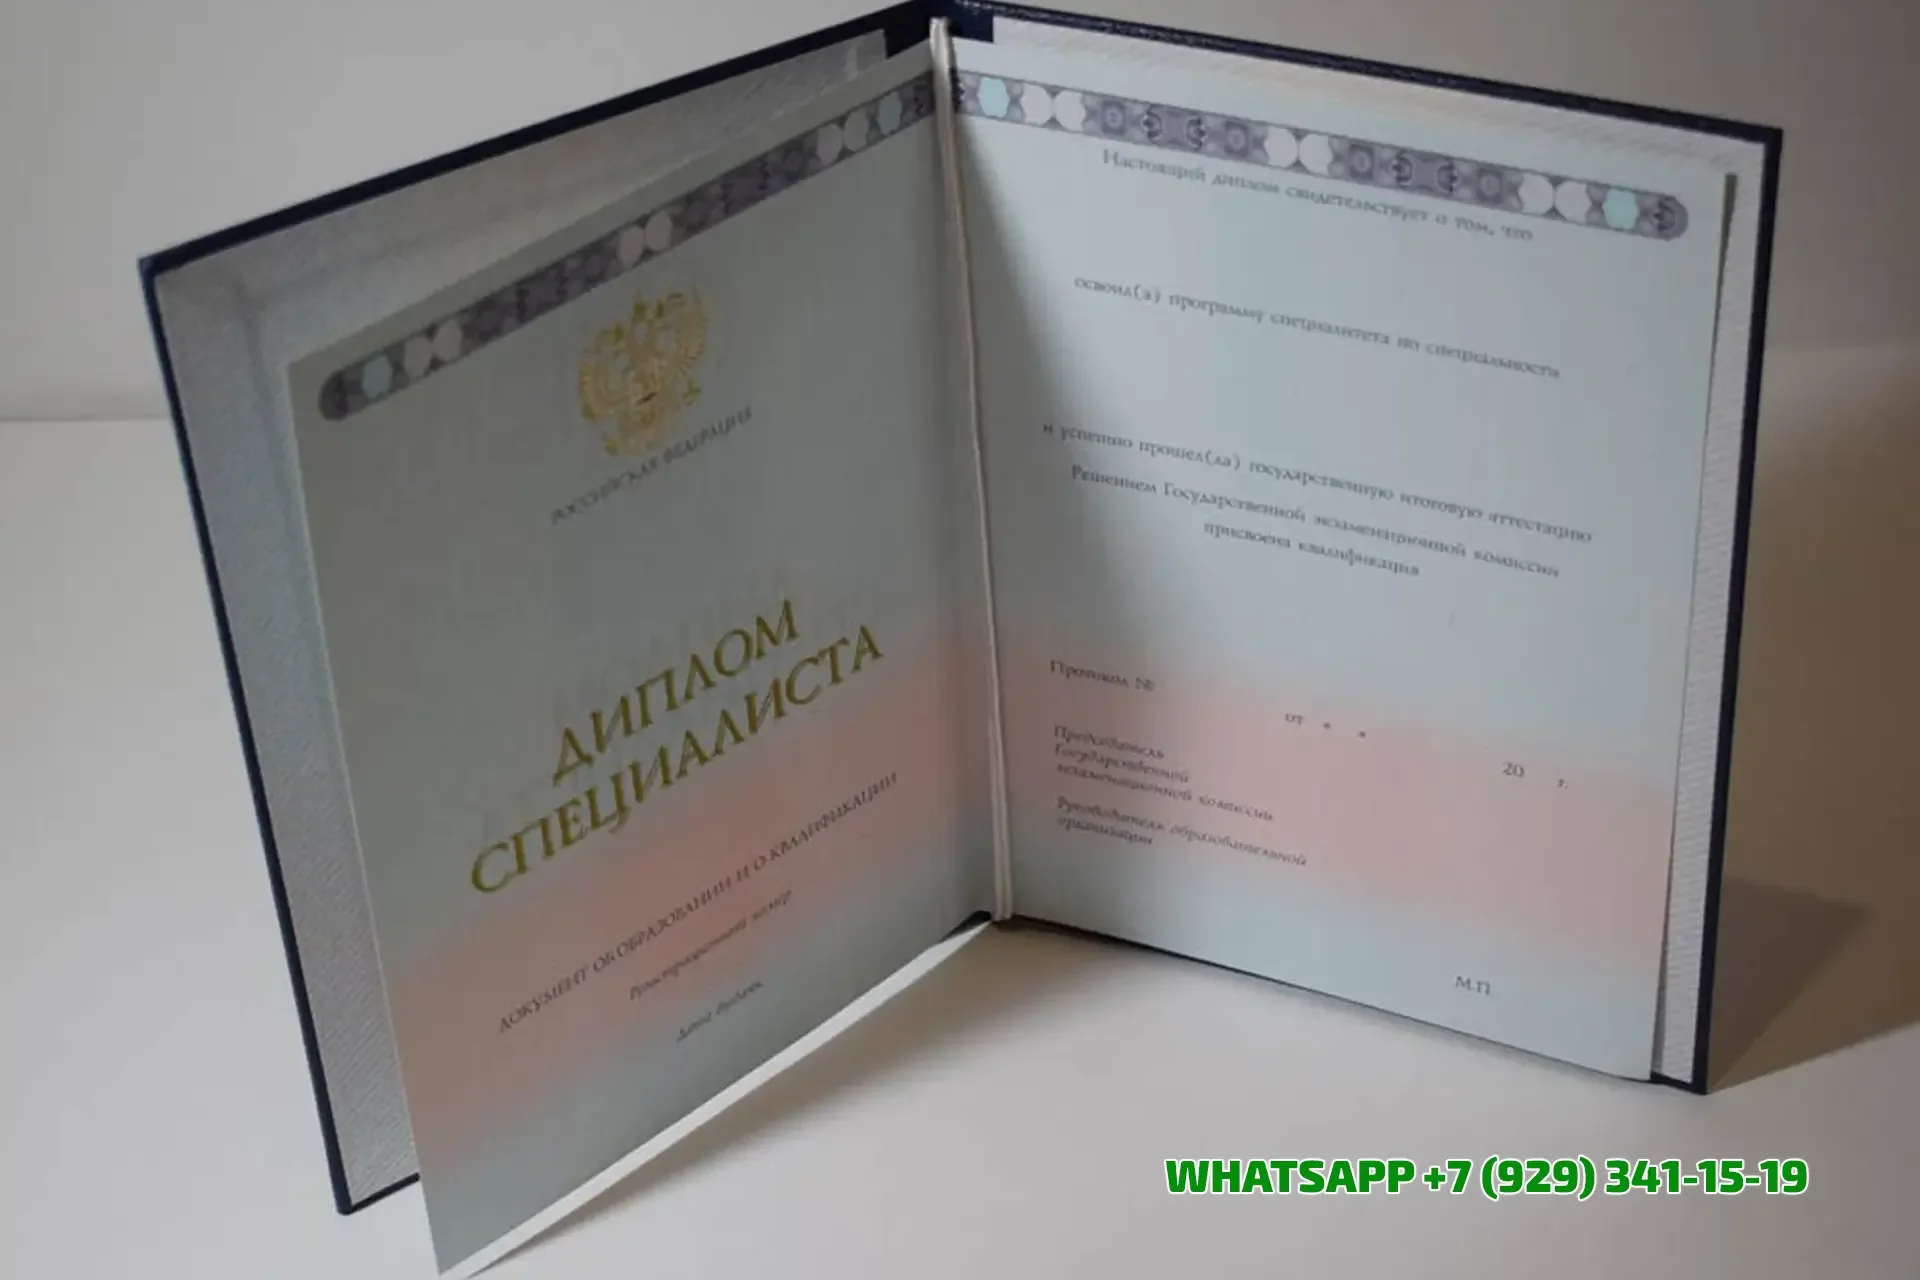 РОССИЙСКАЯ ФЕДЕРАЦИЯ
ДИПЛОМ
СПЕЦИАЛИСТА
ДОКУМЕНТ ОБ ОБРАЗОВАНИИ И О КВАЛИФИКАЦИИ
Регистрационный номер
Дата выдачи
Настоящий диплом свидетельствует о том, что
освоил(а) программу специалитета по специальности
и успешно прошел(ла) государственную итоговую аттестацию
Решением Государственной экзаменационной комиссии
присвоена квалификация
Протокол №
от « »
20 г.
Председатель
Государственной
экзаменационной комиссии
Руководитель образовательной
организации
М.П.
WHATSAPP +7 (929) 341-15-19